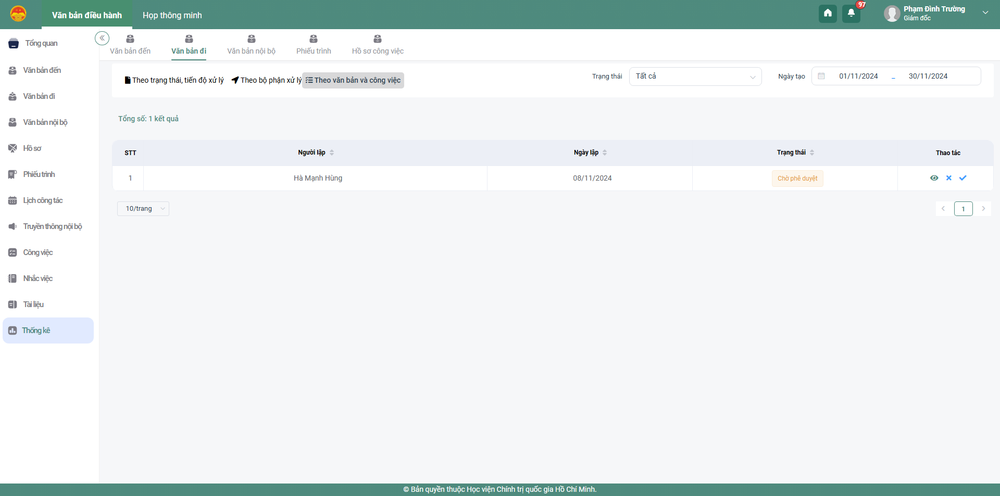 Văn bản điều hành
Họp thông minh
97
Phạm Đình Trường
Giám đốc
Tổng quan
Văn bản đến
Văn bản đi
Văn bản nội bộ
Hồ sơ
Phiếu trình
Lịch công tác
Truyền thông nội bộ
Công việc
Nhắc việc
Tài liệu
Thống kê
Văn bản đến
Văn bản đi
Văn bản nội bộ
Phiếu trình
Hồ sơ công việc
Theo trạng thái, tiến độ xử lý
Theo bộ phận xử lý
Theo văn bản và công việc
Trạng thái
Tất cả
Ngày tạo
01/11/2024 – 30/11/2024
Tổng số: 1 kết quả
STT Người lập Ngày lập Trạng thái Thao tác
1 Hà Mạnh Hùng 08/11/2024 Chờ phê duyệt
10/trang
1
© Bản quyền thuộc Học viện Chính trị quốc gia Hồ Chí Minh.